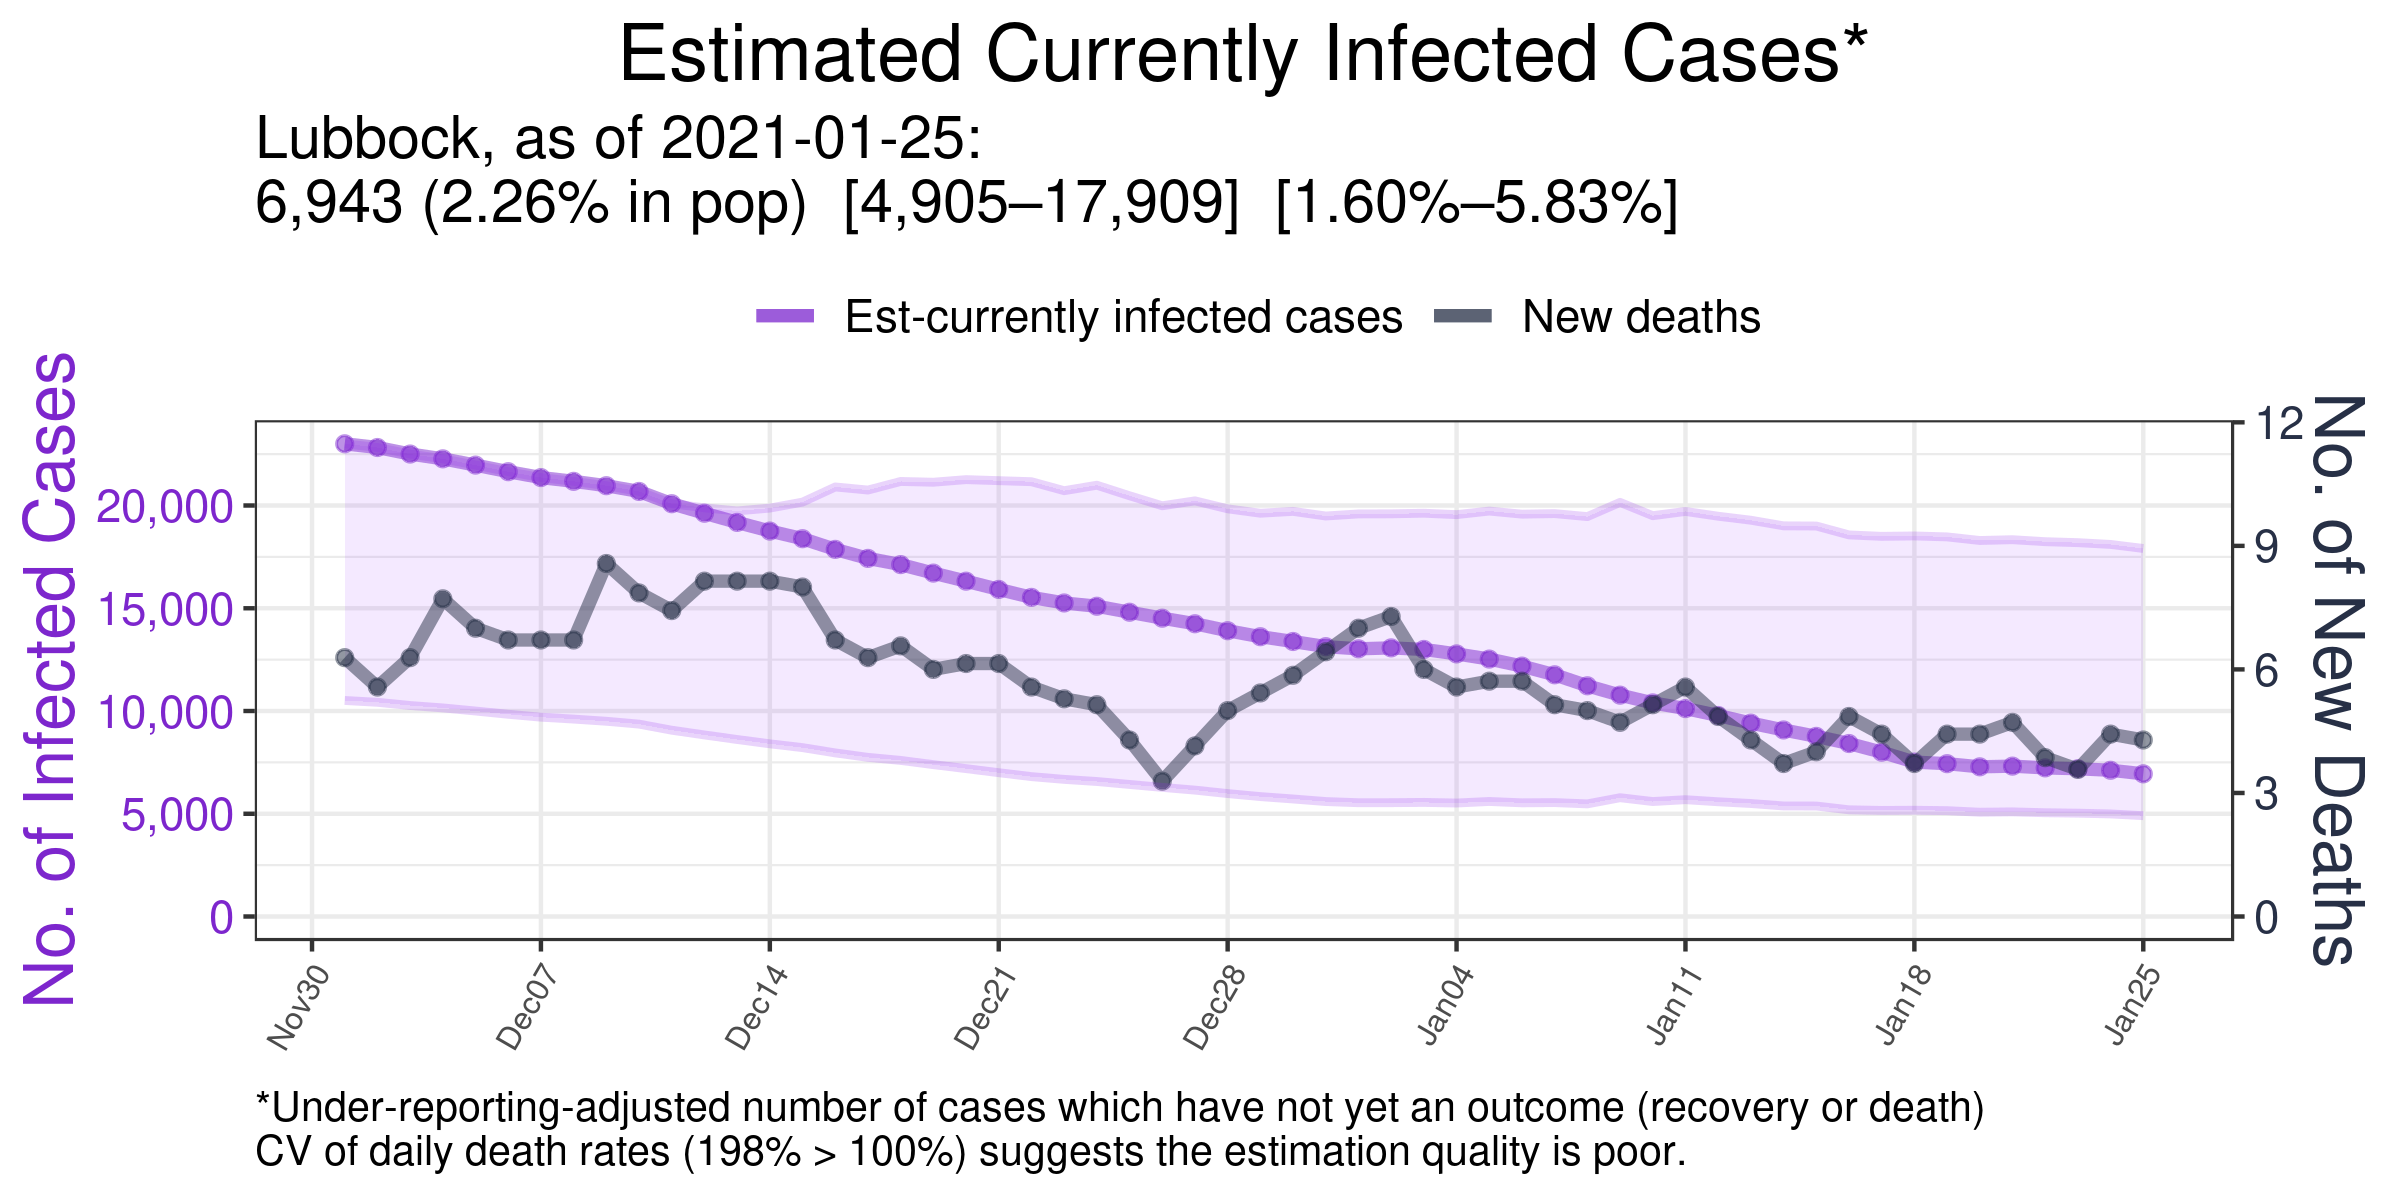 Estimated Currently Infected Cases*
Lubbock, as of 2021-01-25:
6,943 (2.26% in pop) [4,905–17,909] [1.60%–5.83%]
Est-currently infected cases
New deaths
No. of Infected Cases
20,000
15,000
10,000
5,000
0
12
9
6
3
0
No. of New Deaths
Nov30
Dec07
Dec14
Dec21
Dec28
Jan04
Jan11
Jan18
Jan25
*Under-reporting-adjusted number of cases which have not yet an outcome (recovery or death)
CV of daily death rates (198% > 100%) suggests the estimation quality is poor.